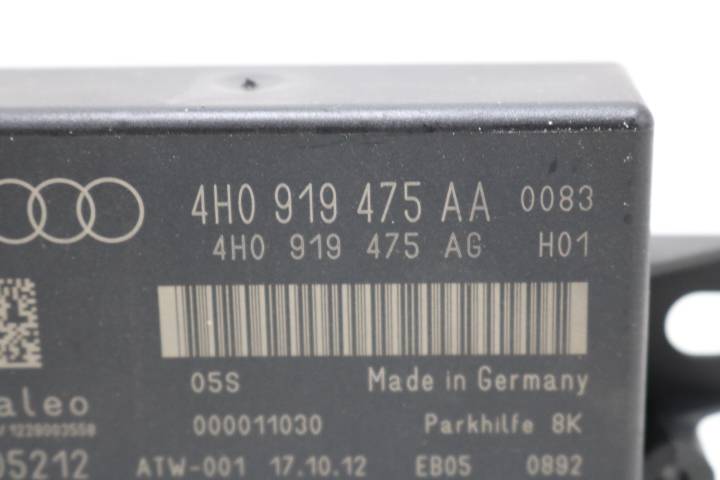 4H0 919 475 AA 0083
4H0 919 475 AG H01
05S Made in Germany
aleo 000011030 Parkhilfe 8K
/1228003558
05212 ATW-001 17.10.12 EB05 0892